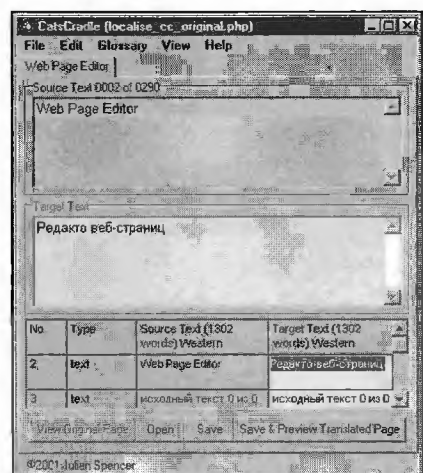 CatsCradle (localise_cc_original.php)
File Edit Glossary View Help
Web Page Editor
Source Text 0002 of 0290
Web Page Editor
Target Text
Редакто веб-страниц
No. Type Source Text (1302 words) Western Target Text (1302 words) Western
2 text Web Page Editor Редакто веб-страниц
3 text исходный текст 0 из 0 исходный текст 0 из 0
View Original Page Open Save Save & Preview Translated Page
©2001 Julian Spencer